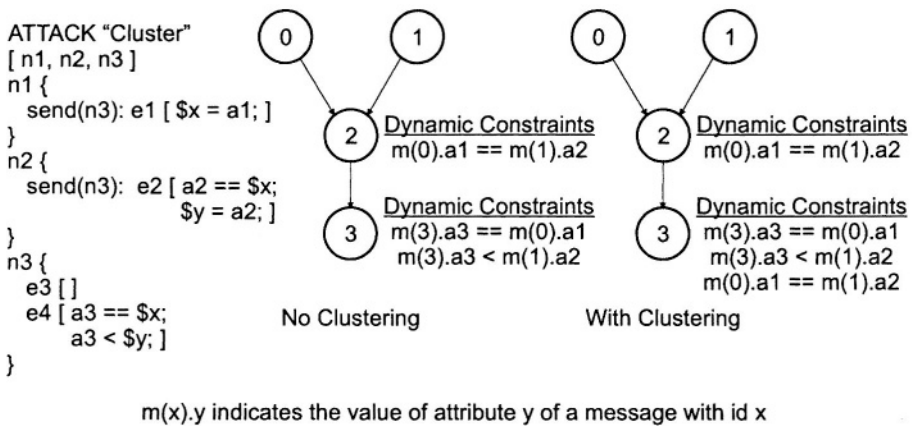 ATTACK “Cluster”
[ n1, n2, n3 ]
n1 {
send(n3): e1 [ $x = a1; ]
}
n2 {
send(n3): e2 [ a2 == $x;
$y = a2; ]
}
n3 {
e3 []
e4 [ a3 == $x;
a3 < $y; ]
}
0
1
2
Dynamic Constraints
m(0).a1 == m(1).a2
3
Dynamic Constraints
m(3).a3 == m(0).a1
m(3).a3 < m(1).a2
No Clustering
0
1
2
Dynamic Constraints
m(0).a1 == m(1).a2
3
Dynamic Constraints
m(3).a3 == m(0).a1
m(3).a3 < m(1).a2
m(0).a1 == m(1).a2
With Clustering
m(x).y indicates the value of attribute y of a message with id x